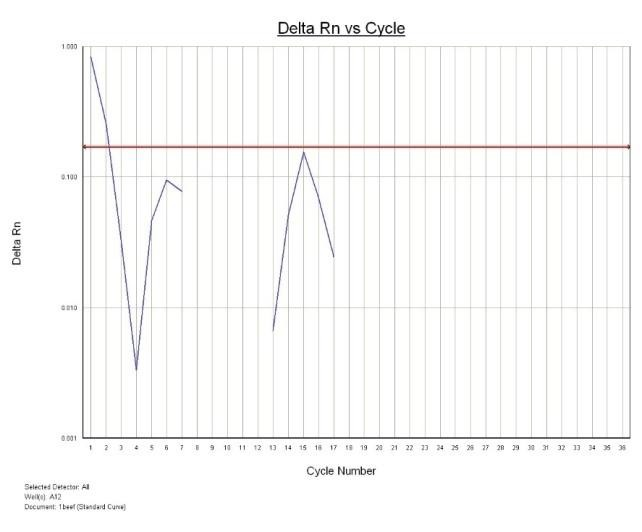 Delta Rn vs Cycle
1.000
0.100
0.010
0.001
Delta Rn
1 2 3 4 5 6 7 8 9 10 11 12 13 14 15 16 17 18 19 20 21 22 23 24 25 26 27 28 29 30 31 32 33 34 35 36
Cycle Number
Selected Detector: All
Well(s): A12
Document: 1beef (Standard Curve)